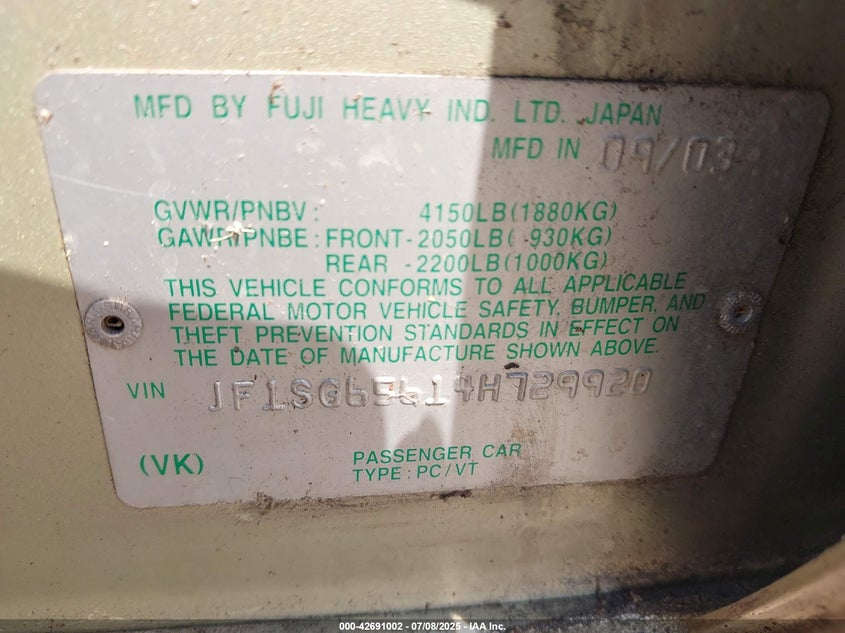 MFD BY FUJI HEAVY IND. LTD. JAPAN
MFD IN 09/03
GVWR/PNBV: 4150LB(1880KG)
GAWR/PNBE: FRONT-2050LB( 930KG)
REAR -2200LB(1000KG)
THIS VEHICLE CONFORMS TO ALL APPLICABLE
FEDERAL MOTOR VEHICLE SAFETY, BUMPER, AND
THEFT PREVENTION STANDARDS IN EFFECT ON
THE DATE OF MANUFACTURE SHOWN ABOVE.
VIN JF1SG65614H729920
(VK) PASSENGER CAR
TYPE: PC/VT
000-42691002 - 07/08/2025 - IAA Inc.